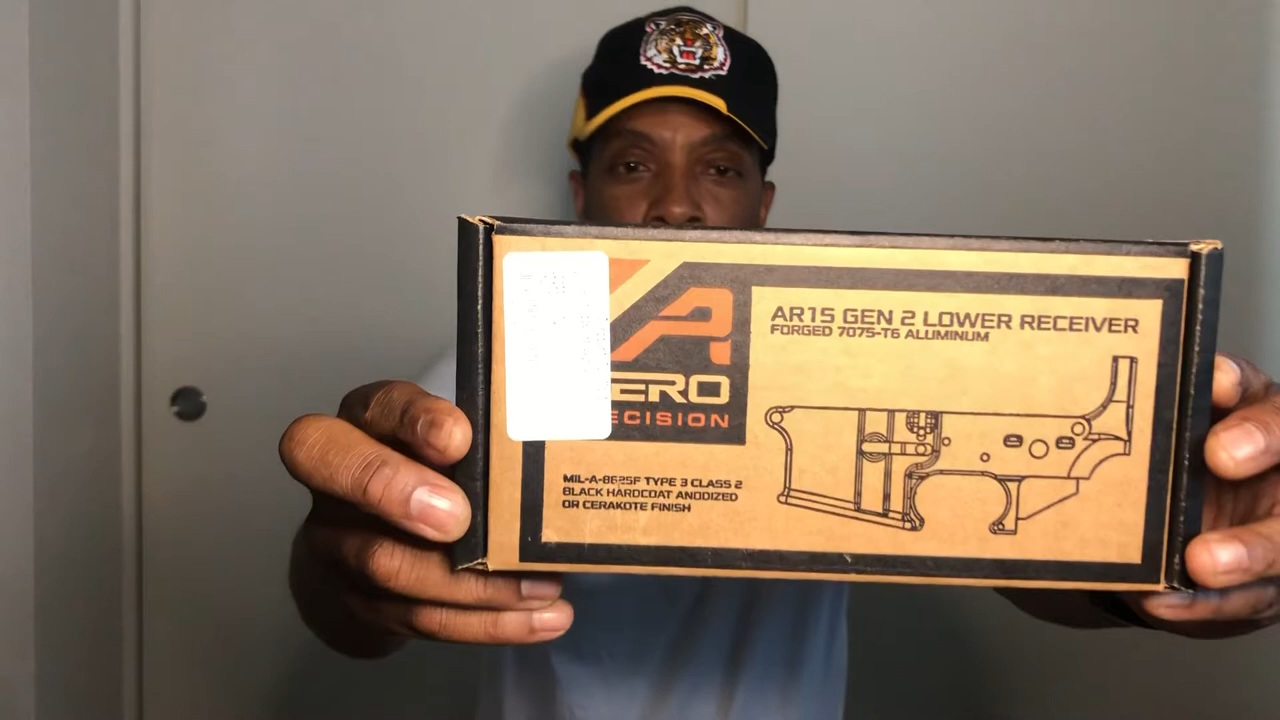 ERO
ECISION
AR15 GEN 2 LOWER RECEIVER
FORGED 7075-T6 ALUMINUM
MIL-A-8625F TYPE 3 CLASS 2
BLACK HARDCOAT ANODIZED
OR CERAKOTE FINISH